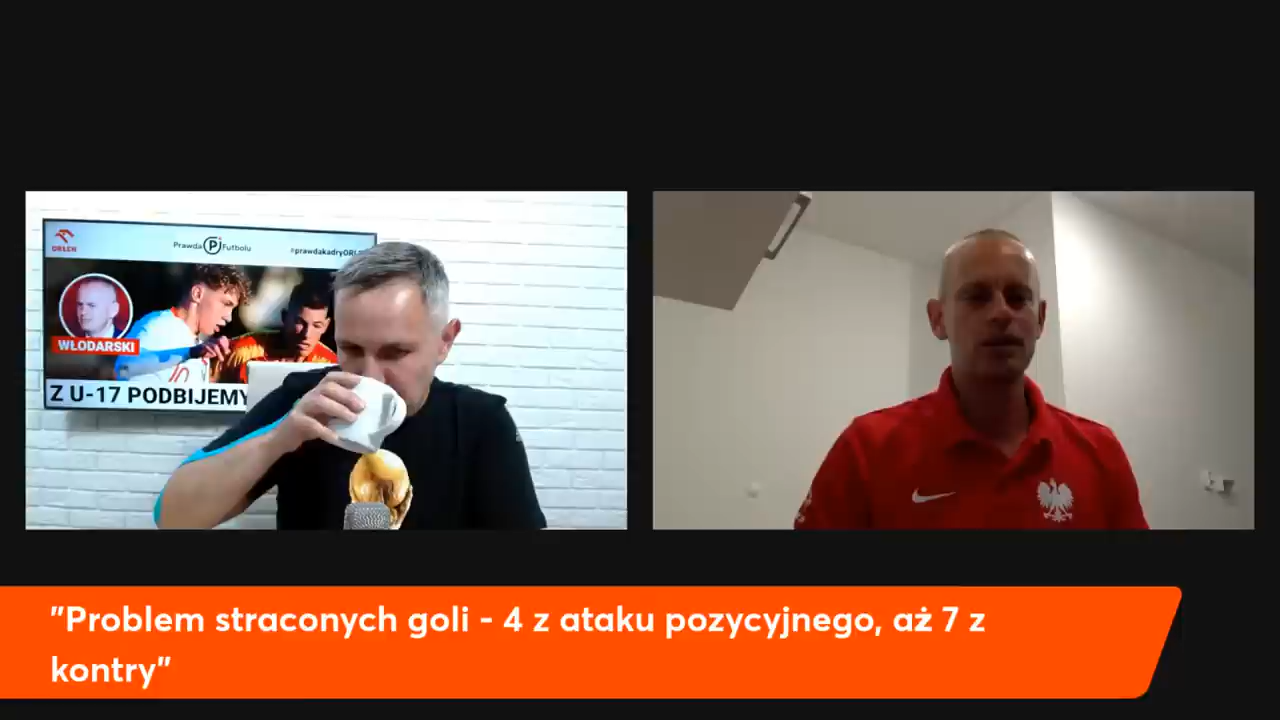 ORLEN
Prawda P Futbolu
#prawdakadryORL
WŁODARSKI
Z U-17 PODBIJEMY
"Problem straconych goli - 4 z ataku pozycyjnego, aż 7 z
kontry"